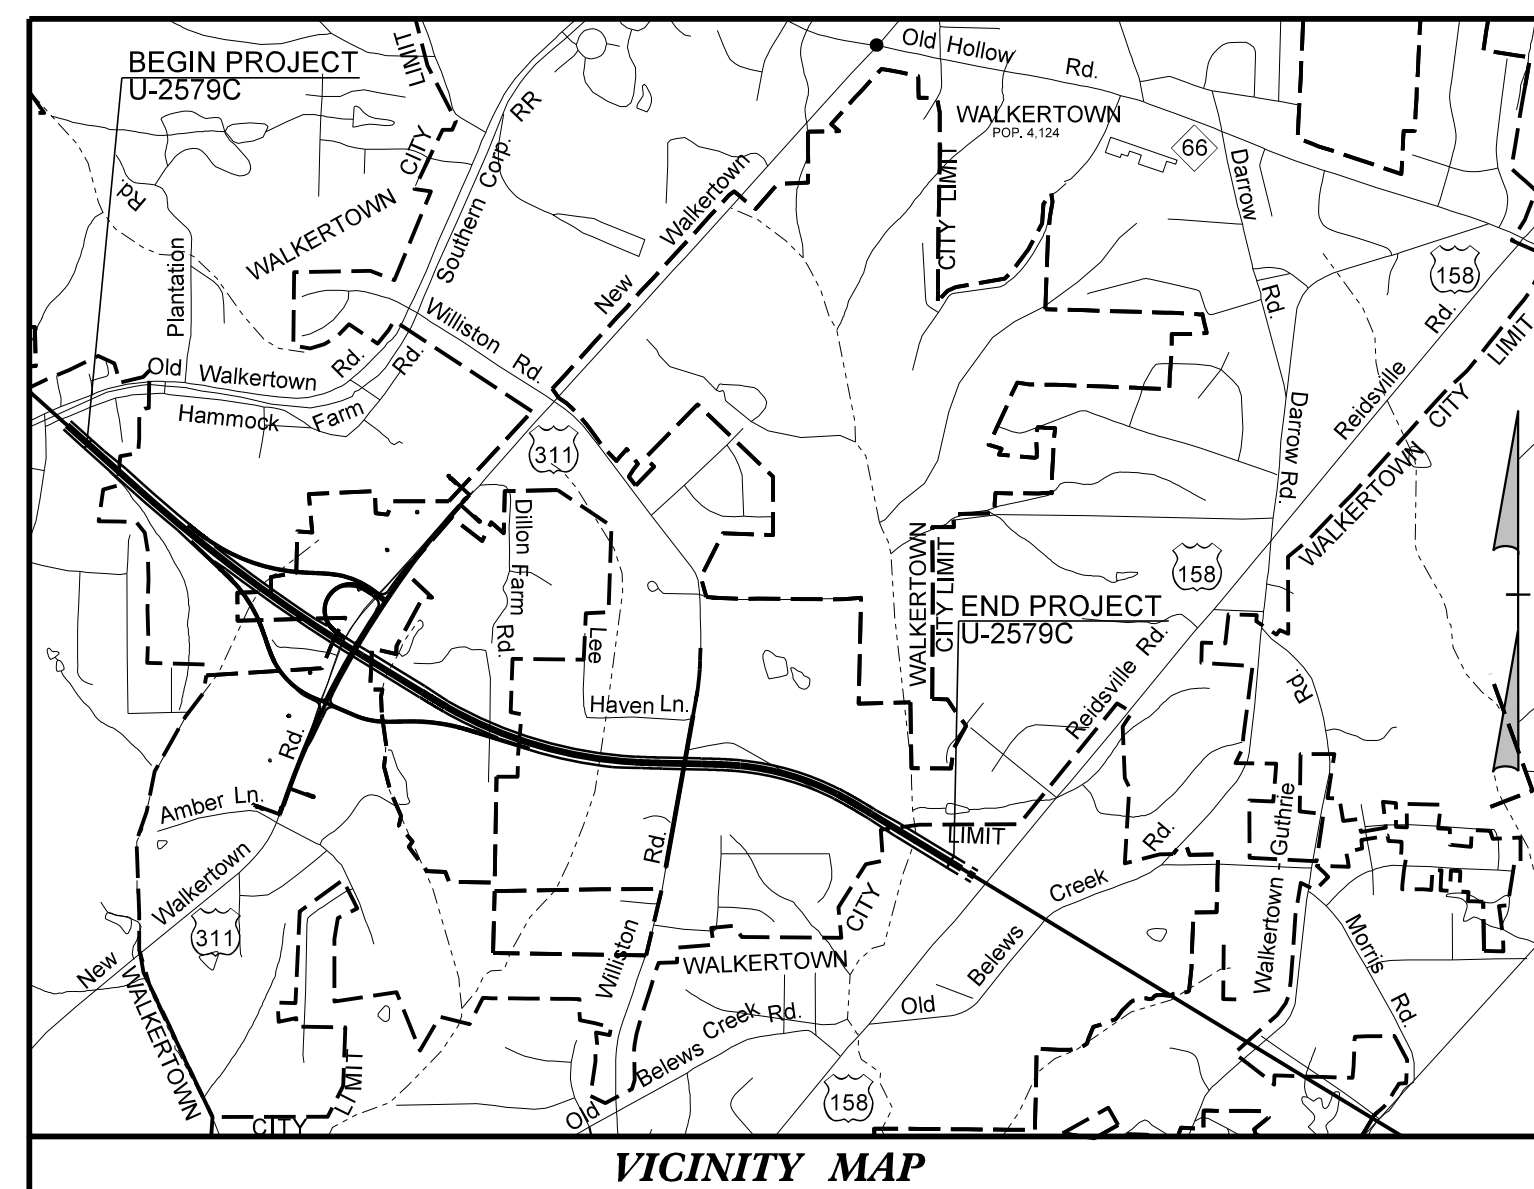 BEGIN PROJECT
U-2579C
LIMIT
CITY
WALKERTOWN
Southern Corp. RR
Old Hollow Rd.
WALKERTOWN
POP. 4,124
66
CITY LIMIT
Darrow
Rd.
Rd.
Plantation
New Walkertown
158
Reidsville Rd.
WALKERTOWN CITY LIMIT
Williston Rd.
Old Walkertown Rd.
Hammock Farm Rd.
311
Darrow Rd.
Dillon Farm Rd.
Lee
Haven Ln.
WALKERTOWN
CITY LIMIT
158
END PROJECT
U-2579C
Reidsville Rd.
Rd.
Rd.
Amber Ln.
Walkertown
311
New
WALKERTOWN
CITY
LIMIT
Rd.
Williston
LIMIT
CITY
WALKERTOWN
Creek Rd.
Belews
Old
158
Rd.
Creek
Belews
Old
Walkertown - Guthrie
Morris
Rd.
VICINITY MAP